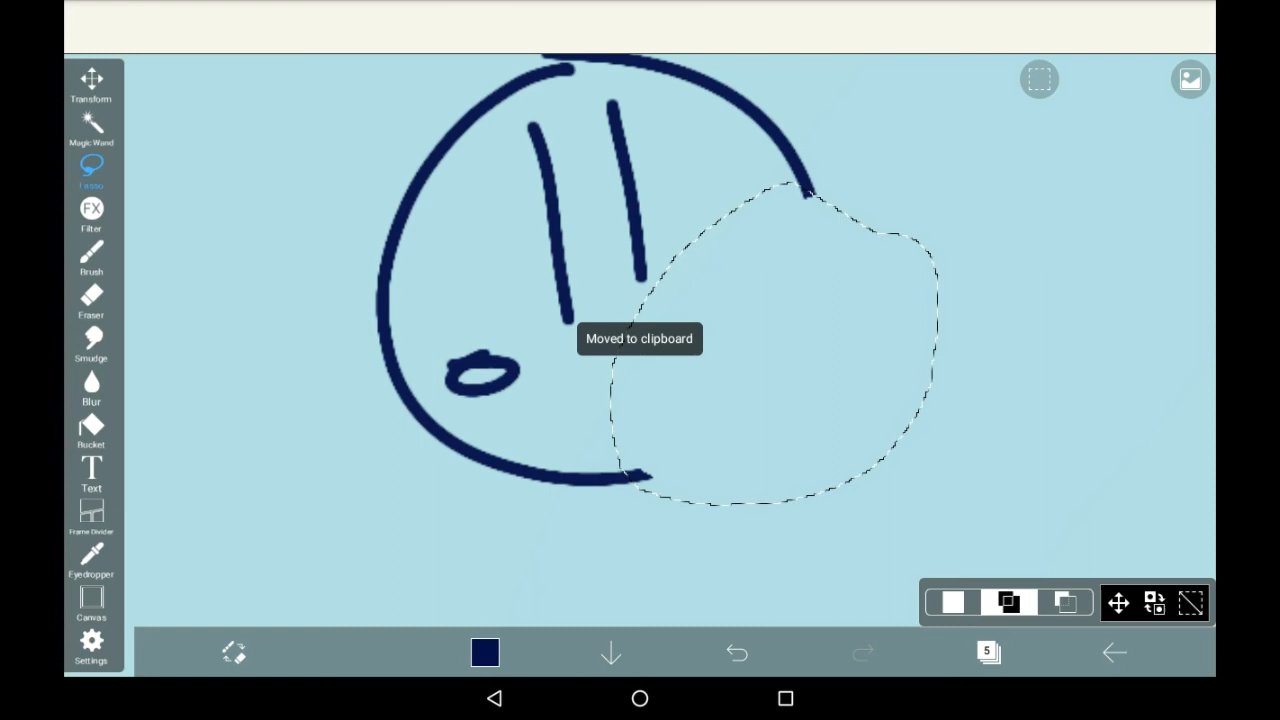 Transform
Magic Wand
Lasso
Filter
FX
Brush
Eraser
Smudge
Blur
Bucket
T
Text
Frame Divider
Eyedropper
Canvas
Settings
Moved to clipboard
5